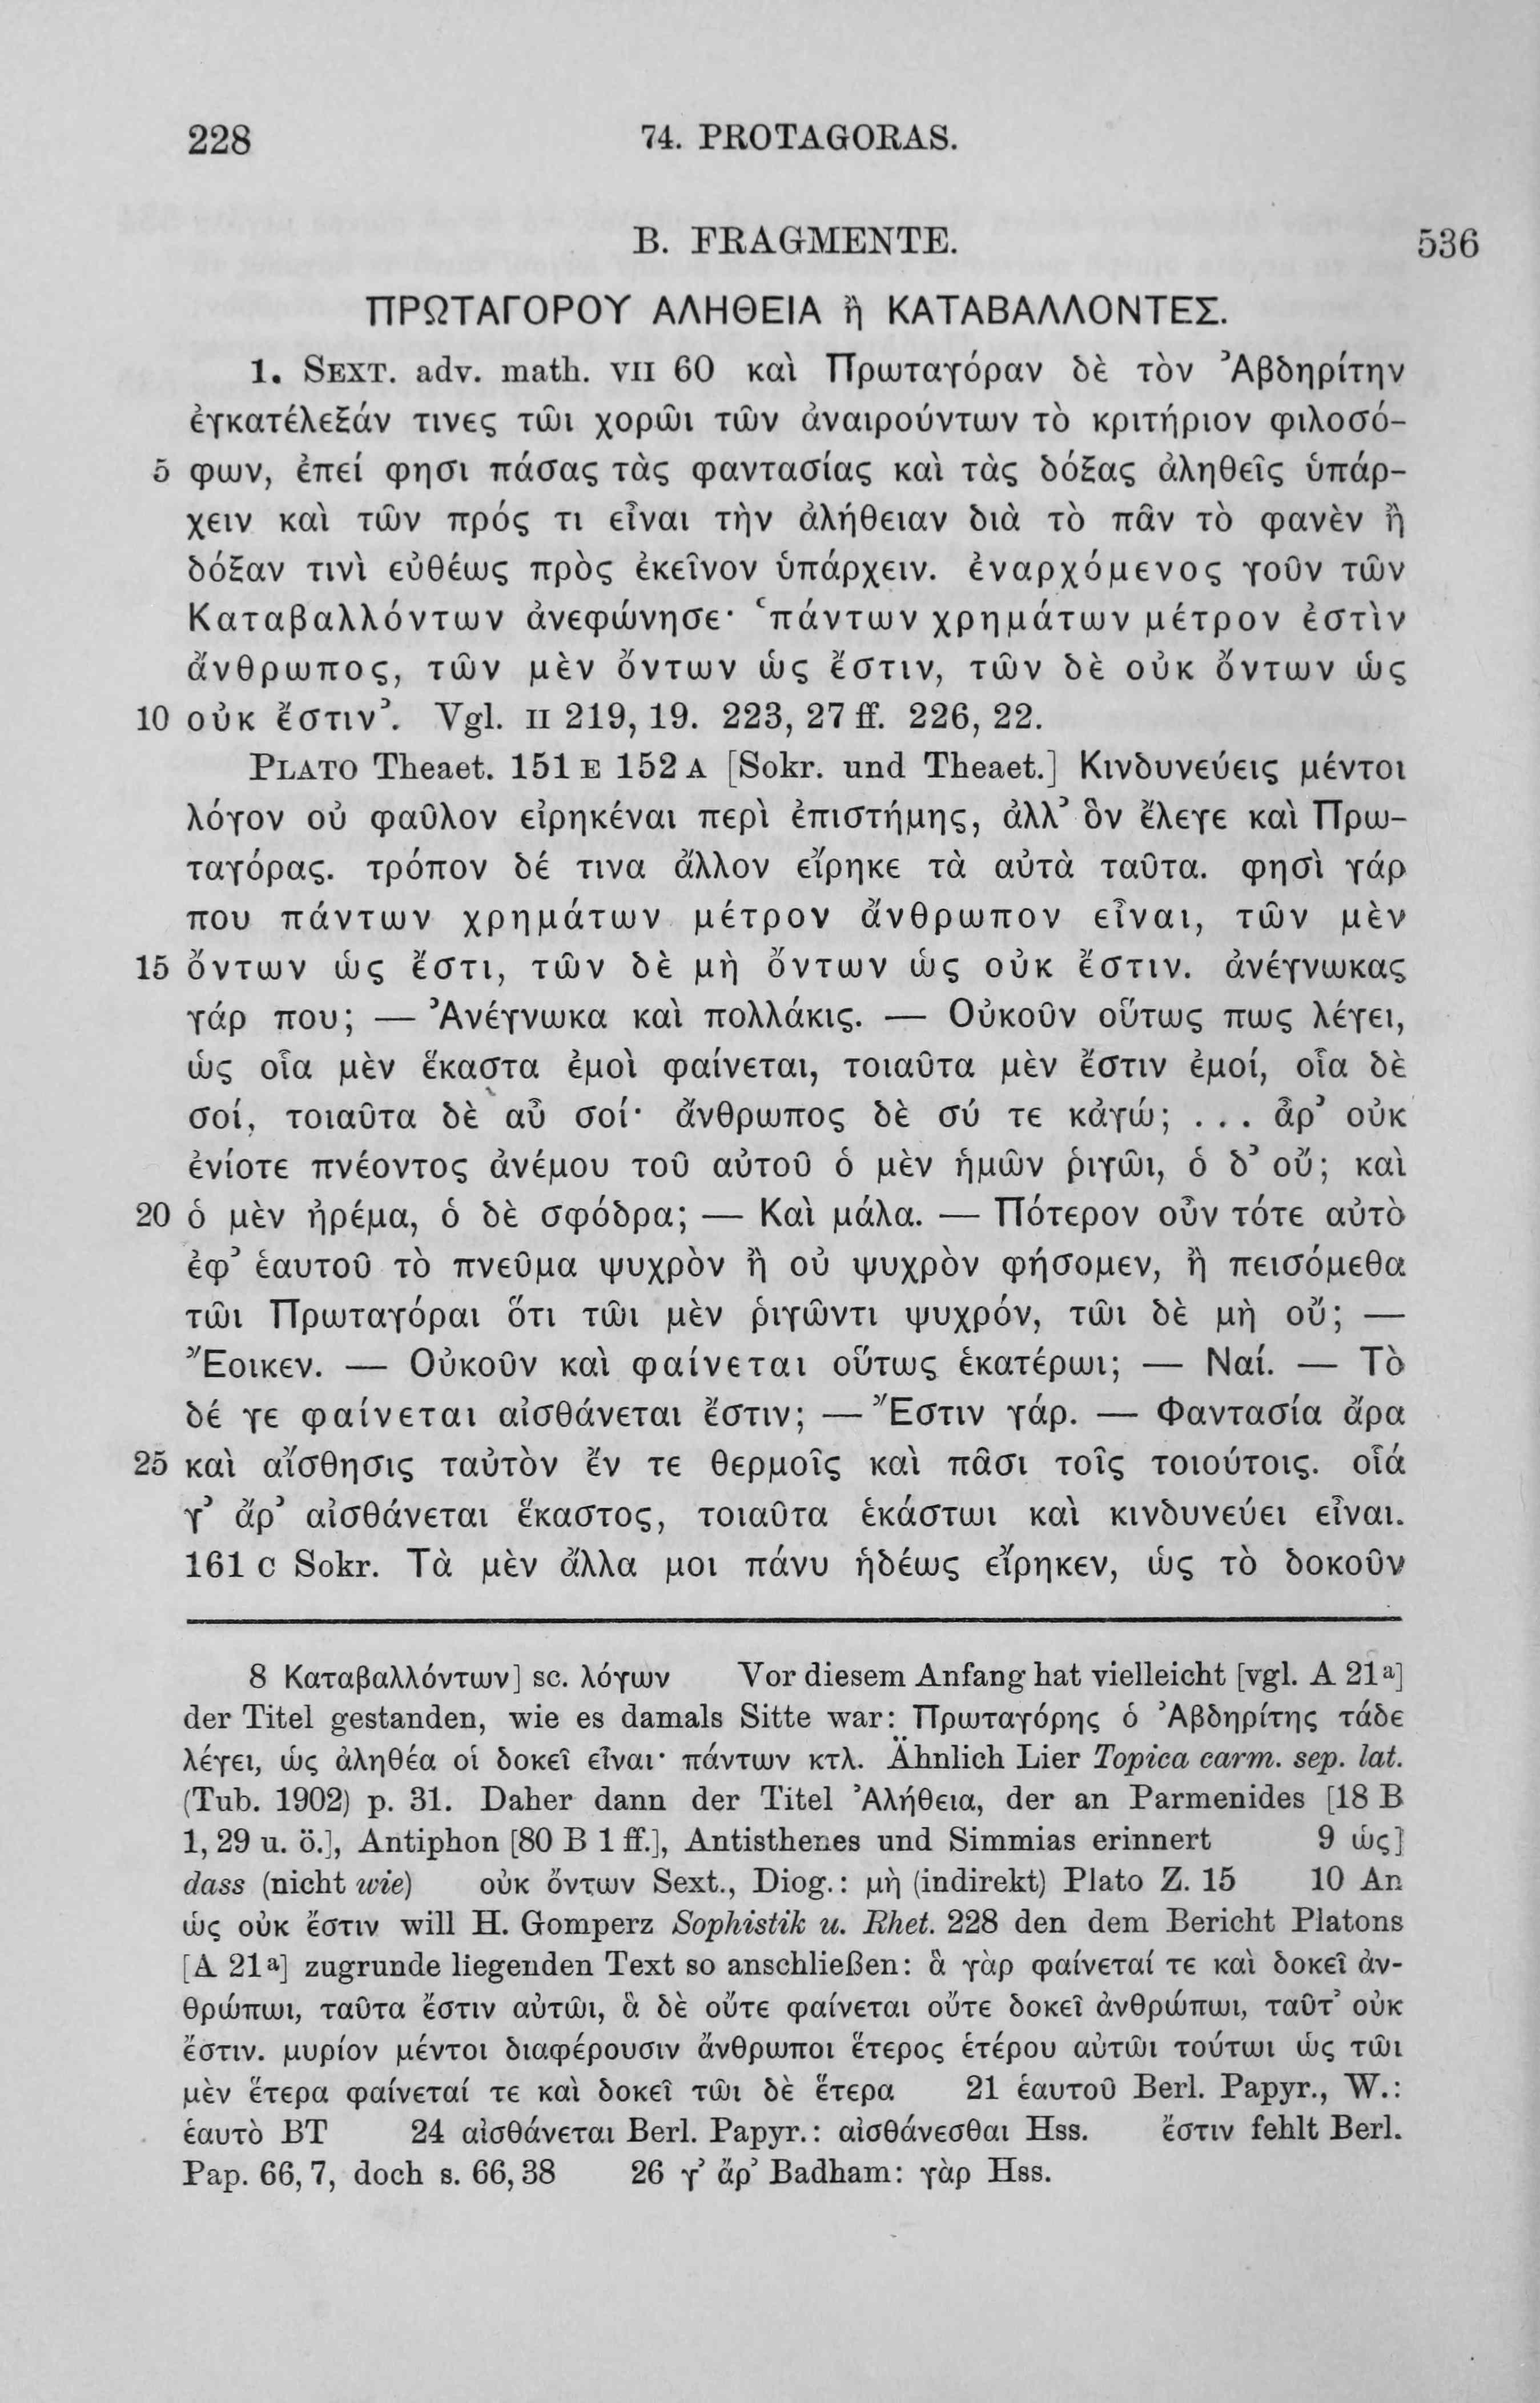 228 74. PROTAGORAS.
B. FRAGMENTE. 536
ΠΡΩΤΑΓΟΡΟΥ ΑΛΗΘΕΙΑ ἢ ΚΑΤΑΒΑΛΛΟΝΤΕΣ.
1. SEXT. adv. math. VII 60 καὶ Πρωταγόραν δὲ τὸν Ἀβδηρίτην
ἐγκατέλεξάν τινες τῶι χορῶι τῶν ἀναιρούντων τὸ κριτήριον φιλοσό-
5 φων, ἐπεί φησι πάσας τὰς φαντασίας καὶ τὰς δόξας ἀληθεῖς ὑπάρ-
χειν καὶ τῶν πρός τι εἶναι τὴν ἀλήθειαν διὰ τὸ πᾶν τὸ φανὲν ἢ
δόξαν τινὶ εὐθέως πρὸς ἐκεῖνον ὑπάρχειν. ἐναρχόμενος γοῦν τῶν
Καταβαλλόντων ἀνεφώνησε· ‘πάντων χρημάτων μέτρον ἐστὶν
ἄνθρωπος, τῶν μὲν ὄντων ὡς ἔστιν, τῶν δὲ οὐκ ὄντων ὡς
10 οὐκ ἔστιν’. Vgl. II 219, 19. 223, 27 ff. 226, 22.
PLATO Theaet. 151 E 152 A [Sokr. und Theaet.] Κινδυνεύεις μέντοι
λόγον οὐ φαῦλον εἰρηκέναι περὶ ἐπιστήμης, ἀλλ’ ὃν ἔλεγε καὶ Πρω-
ταγόρας. τρόπον δέ τινα ἄλλον εἴρηκε τὰ αὐτὰ ταῦτα. φησὶ γάρ
που πάντων χρημάτων μέτρον ἄνθρωπον εἶναι, τῶν μὲν
15 ὄντων ὡς ἔστι, τῶν δὲ μὴ ὄντων ὡς οὐκ ἔστιν. ἀνέγνωκας
γάρ που; — Ἀνέγνωκα καὶ πολλάκις. — Οὐκοῦν οὕτως πως λέγει,
ὡς οἷα μὲν ἕκαστα ἐμοὶ φαίνεται, τοιαῦτα μὲν ἔστιν ἐμοί, οἷα δὲ
σοί, τοιαῦτα δὲ αὖ σοί· ἄνθρωπος δὲ σύ τε κἀγώ; . . . ἆρ’ οὐκ
ἐνίοτε πνέοντος ἀνέμου τοῦ αὐτοῦ ὁ μὲν ἡμῶν ῥιγῶι, ὁ δ’ οὔ; καὶ
20 ὁ μὲν ἠρέμα, ὁ δὲ σφόδρα; — Καὶ μάλα. — Πότερον οὖν τότε αὐτὸ
ἐφ’ ἑαυτοῦ τὸ πνεῦμα ψυχρὸν ἢ οὐ ψυχρὸν φήσομεν, ἢ πεισόμεθα
τῶι Πρωταγόραι ὅτι τῶι μὲν ῥιγῶντι ψυχρόν, τῶι δὲ μὴ οὔ; —
Ἔοικεν. — Οὐκοῦν καὶ φαίνεται οὕτως ἑκατέρωι; — Ναί. — Τὸ
δέ γε φαίνεται αἰσθάνεται ἔστιν; — Ἔστιν γάρ. — Φαντασία ἄρα
25 καὶ αἴσθησις ταὐτὸν ἔν τε θερμοῖς καὶ πᾶσι τοῖς τοιούτοις. οἷά
γ’ ἄρ’ αἰσθάνεται ἕκαστος, τοιαῦτα ἑκάστωι καὶ κινδυνεύει εἶναι.
161 C Sokr. Τὰ μὲν ἄλλα μοι πάνυ ἡδέως εἴρηκεν, ὡς τὸ δοκοῦν
8 Καταβαλλόντων] sc. λόγων Vor diesem Anfang hat vielleicht [vgl. A 21a]
der Titel gestanden, wie es damals Sitte war: Πρωταγόρης ὁ Ἀβδηρίτης τάδε
λέγει, ὡς ἀληθέα οἱ δοκεῖ εἶναι· πάντων κτλ. Ähnlich Lier Topica carm. sep. lat.
(Tub. 1902) p. 31. Daher dann der Titel Ἀλήθεια, der an Parmenides [18 B
1, 29 u. ö.], Antiphon [80 B 1 ff.], Antisthenes und Simmias erinnert 9 ὡς]
dass (nicht wie) οὐκ ὄντων Sext., Diog.: μὴ (indirekt) Plato Z. 15 10 An
ὡς οὐκ ἔστιν will H. Gomperz Sophistik u. Rhet. 228 den dem Bericht Platons
[A 21a] zugrunde liegenden Text so anschließen: ἃ γὰρ φαίνεταί τε καὶ δοκεῖ ἀν-
θρώπωι, ταῦτα ἔστιν αὐτῶι, ἃ δὲ οὔτε φαίνεται οὔτε δοκεῖ ἀνθρώπωι, ταῦτ’ οὐκ
ἔστιν. μυρίον μέντοι διαφέρουσιν ἄνθρωποι ἕτερος ἑτέρου αὐτῶι τούτωι ὡς τῶι
μὲν ἕτερα φαίνεταί τε καὶ δοκεῖ τῶι δὲ ἕτερα 21 ἑαυτοῦ Berl. Papyr., W.:
ἑαυτὸ BT 24 αἰσθάνεται Berl. Papyr.: αἰσθάνεσθαι Hss. ἔστιν fehlt Berl.
Pap. 66, 7, doch s. 66, 38 26 γ’ ἄρ’ Badham: γὰρ Hss.